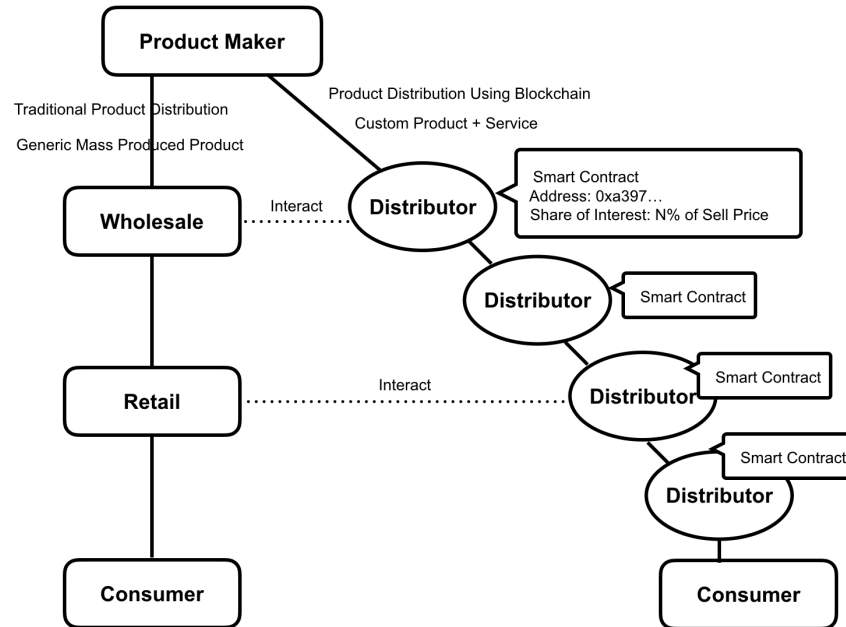 Product Maker
Product Distribution Using Blockchain
Traditional Product Distribution
Custom Product + Service
Generic Mass Produced Product
Smart Contract
Address: 0xa397…
Share of Interest: N% of Sell Price
Wholesale
Interact
Distributor
Distributor
Smart Contract
Retail
Interact
Distributor
Smart Contract
Smart Contract
Distributor
Consumer
Consumer